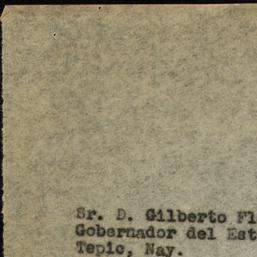 Sr. D. Gilberto Fl
Gobernador del Est
Tepic, Nay.